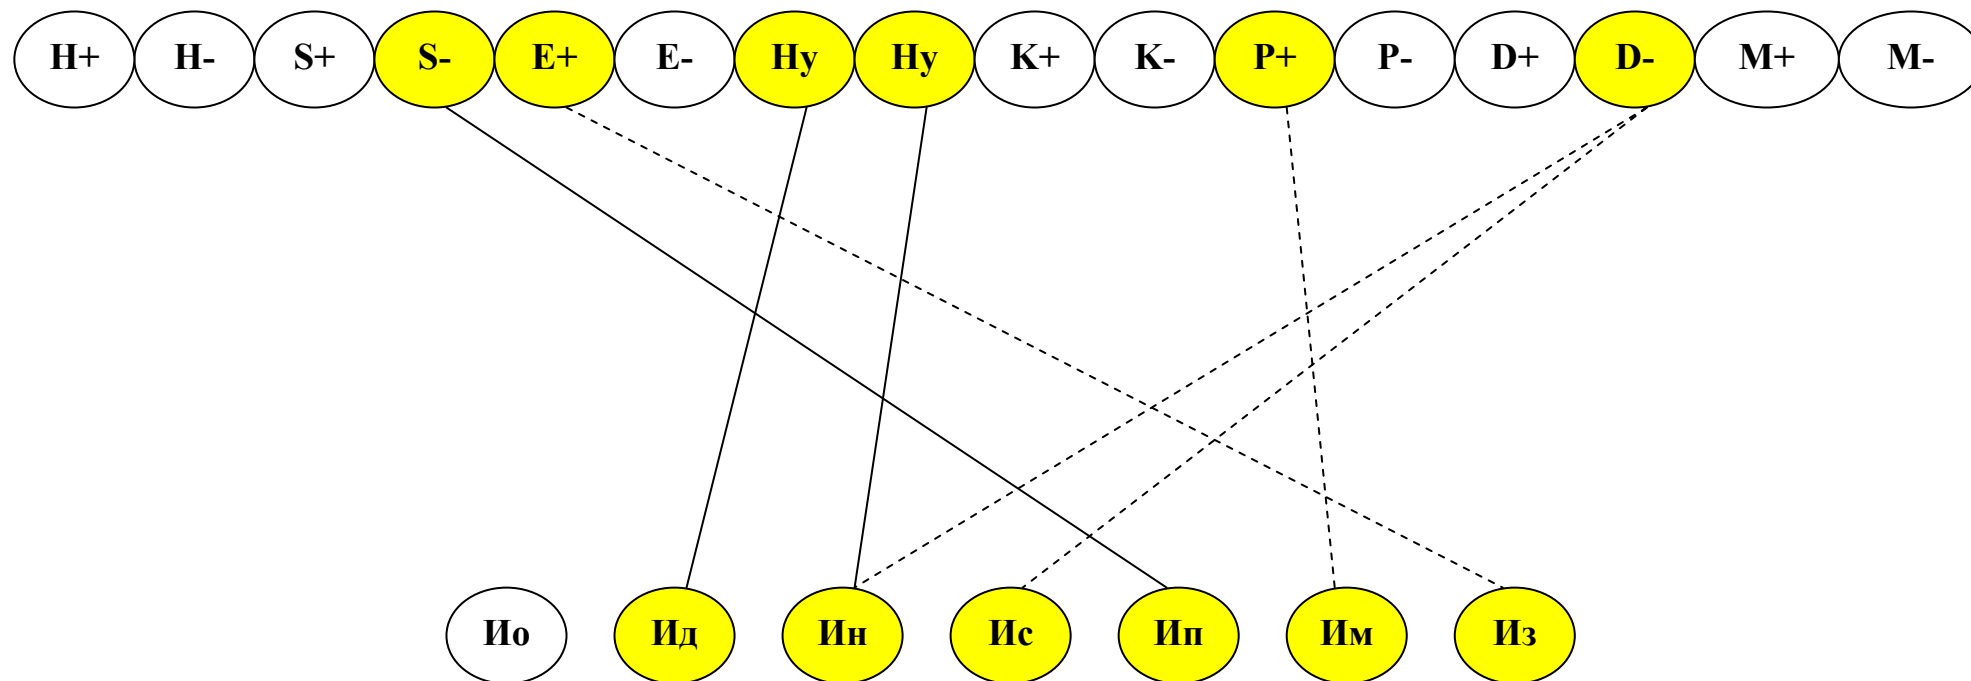 H+ H- S+ S- E+ E- Hy Hy K+ K- P+ P- D+ D- M+ M-
Ио Ид Ин Ис Ип Им Из